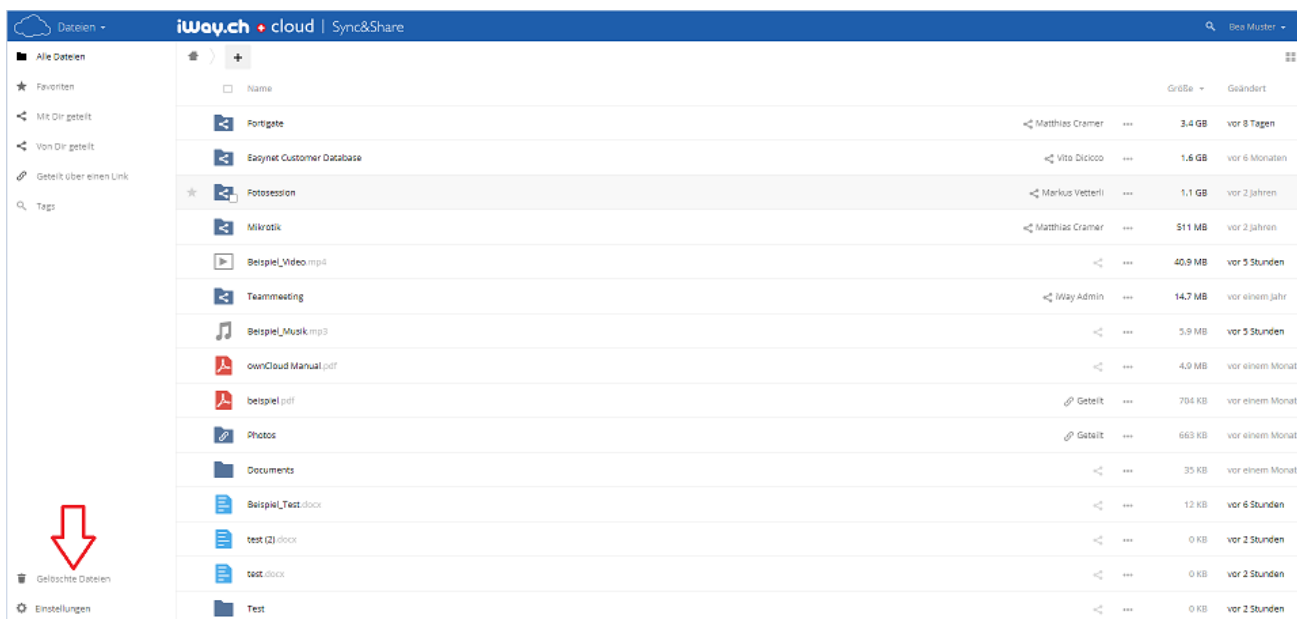 Dateien iWay.ch cloud | Sync&Share Bea Muster
Alle Dateien
Favoriten
Mit Dir geteilt
Von Dir geteilt
Geteilt über einen Link
Tags
Gelöschte Dateien
Einstellungen
Name Größe Geändert
Fortigate Matthias Cramer ••• 3.4 GB vor 8 Tagen
Easynet Customer Database Vito Dicicco ••• 1.6 GB vor 6 Monaten
Fotosession Markus Vetterli ••• 1.1 GB vor 2 Jahren
Mikrotik Matthias Cramer ••• 511 MB vor 2 Jahren
Beispiel_Video.mp4 ••• 40.9 MB vor 5 Stunden
Teammeeting iWay Admin ••• 14.7 MB vor einem Jahr
Beispiel_Musik.mp3 ••• 5.9 MB vor 5 Stunden
ownCloud Manual.pdf ••• 4.9 MB vor einem Monat
beispiel.pdf Geteilt ••• 704 KB vor einem Monat
Photos Geteilt ••• 663 KB vor einem Monat
Documents ••• 35 KB vor einem Monat
Beispiel_Test.docx ••• 12 KB vor 6 Stunden
test (2).docx ••• 0 KB vor 2 Stunden
test.docx ••• 0 KB vor 2 Stunden
Test ••• 0 KB vor 2 Stunden